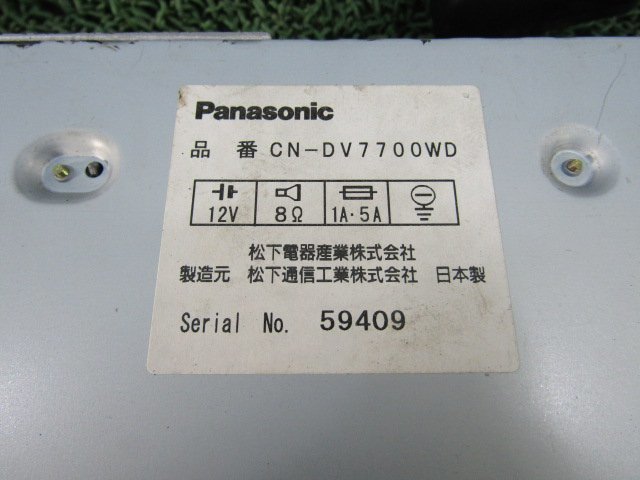 Panasonic
品 番 CN-DV7700WD
12V 8Ω 1A・5A
松下電器産業株式会社
製造元 松下通信工業株式会社 日本製
Serial No. 59409